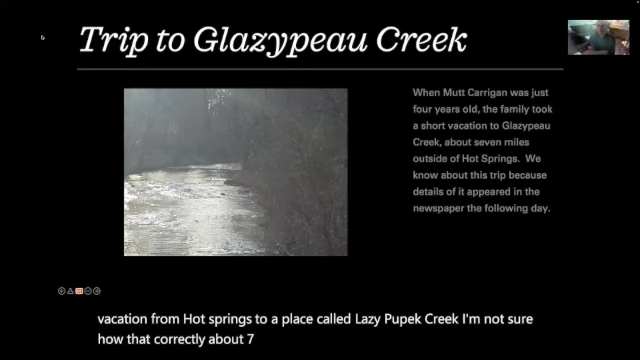 Trip to Glazypeau Creek
When Mutt Carrigan was just
four years old, the family took
a short vacation to Glazypeau
Creek, about seven miles
outside of Hot Springs. We
know about this trip because
details of it appeared in the
newspaper the following day.
vacation from Hot springs to a place called Lazy Pupek Creek I'm not sure
how that correctly about 7